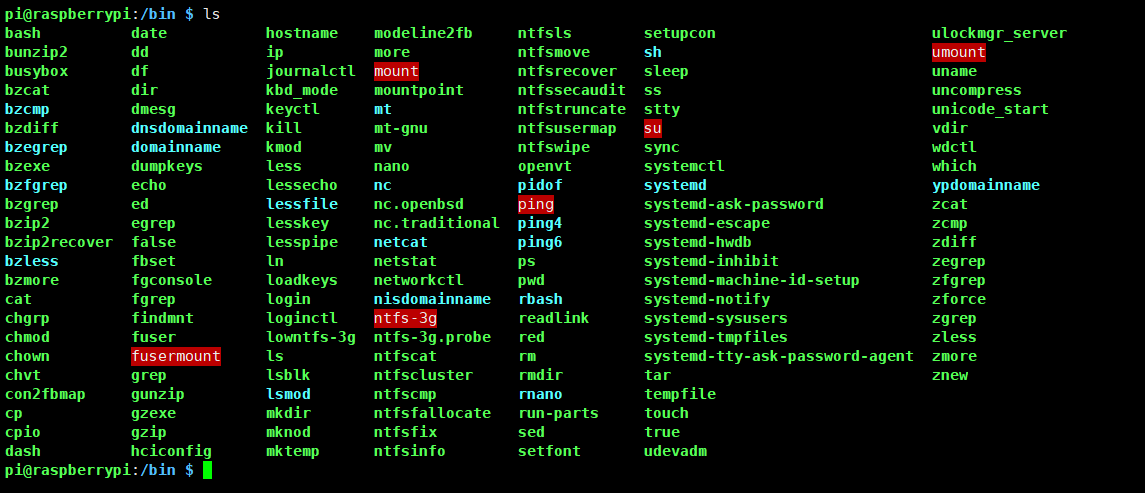 pi@raspberrypi:/bin $ ls
bash date hostname modeline2fb ntfsls setupcon ulockmgr_server
bunzip2 dd ip more ntfsmove sh umount
busybox df journalctl mount ntfsrecover sleep uname
bzcat dir kbd_mode mountpoint ntfssecaudit ss uncompress
bzcmp dmesg keyctl mt ntfstruncate stty unicode_start
bzdiff dnsdomainname kill mt-gnu ntfsusermap su vdir
bzegrep domainname kmod mv ntfswipe sync wdctl
bzexe dumpkeys less nano openvt systemctl which
bzfgrep echo lessecho nc pidof systemd ypdomainname
bzgrep ed lessfile nc.openbsd ping systemd-ask-password zcat
bzip2 egrep lesskey nc.traditional ping4 systemd-escape zcmp
bzip2recover false lesspipe netcat ping6 systemd-hwdb zdiff
bzless fbset ln netstat ps systemd-inhibit zegrep
bzmore fgconsole loadkeys networkctl pwd systemd-machine-id-setup zfgrep
cat fgrep login nisdomainname rbash systemd-notify zforce
chgrp findmnt loginctl ntfs-3g readlink systemd-sysusers zgrep
chmod fuser lowntfs-3g ntfs-3g.probe red systemd-tmpfiles zless
chown fusermount ls ntfscat rm systemd-tty-ask-password-agent zmore
chvt grep lsblk ntfscluster rmdir tar znew
con2fbmap gunzip lsmod ntfscmp rnano tempfile
cp gzexe mkdir ntfsfallocate run-parts touch
cpio gzip mknod ntfsfix sed true
dash hciconfig mktemp ntfsinfo setfont udevadm
pi@raspberrypi:/bin $